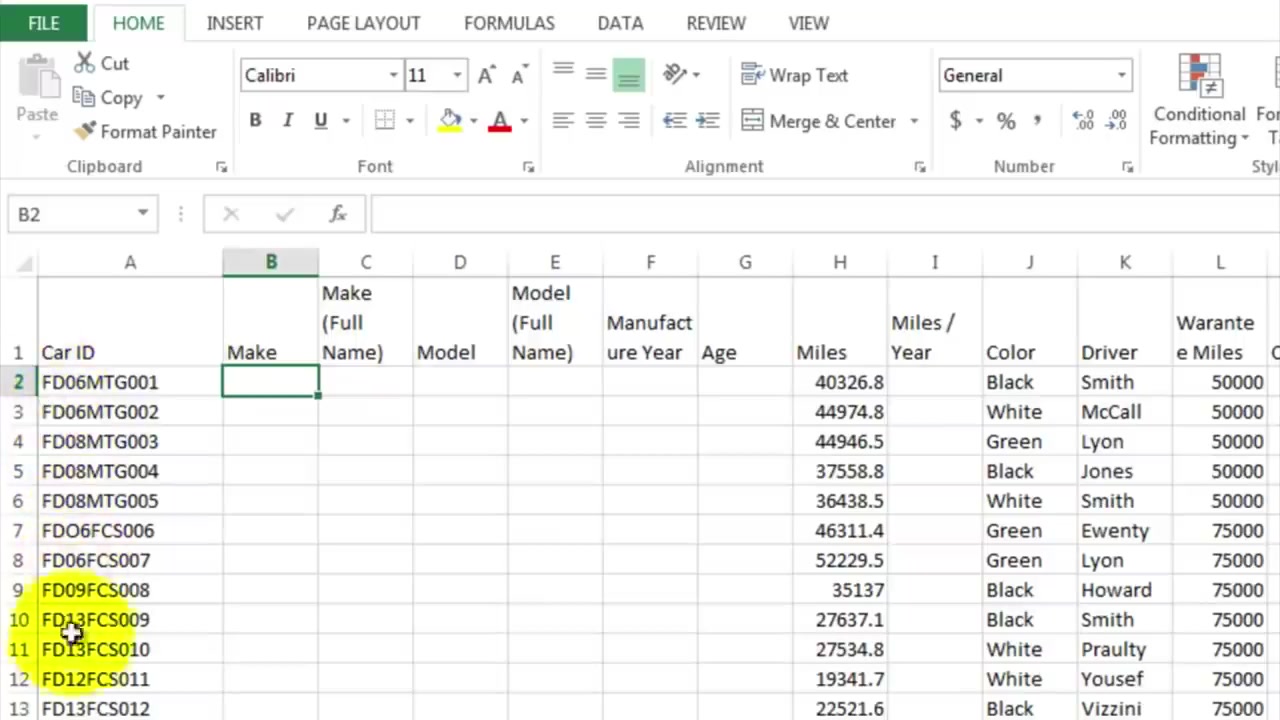 FILE HOME INSERT PAGE LAYOUT FORMULAS DATA REVIEW VIEW
Cut
Copy
Format Painter
Paste
Clipboard
Calibri 11
B I U
Font
Wrap Text
Merge & Center
Alignment
General
$ % ,
Number
Conditional
Formatting
B2 fx
A B C D E F G H I J K L
1 Car ID Make Make (Full Name) Model Model (Full Name) Manufact ure Year Age Miles Miles / Year Color Driver Warante e Miles
2 FD06MTG001 40326.8 Black Smith 50000
3 FD06MTG002 44974.8 White McCall 50000
4 FD08MTG003 44946.5 Green Lyon 50000
5 FD08MTG004 37558.8 Black Jones 50000
6 FD08MTG005 36438.5 White Smith 50000
7 FDO6FCS006 46311.4 Green Ewenty 75000
8 FD06FCS007 52229.5 Green Lyon 75000
9 FD09FCS008 35137 Black Howard 75000
10 FD13FCS009 27637.1 Black Smith 75000
11 FD13FCS010 27534.8 White Praulty 75000
12 FD12FCS011 19341.7 White Yousef 75000
13 FD13FCS012 22521.6 Black Vizzini 75000